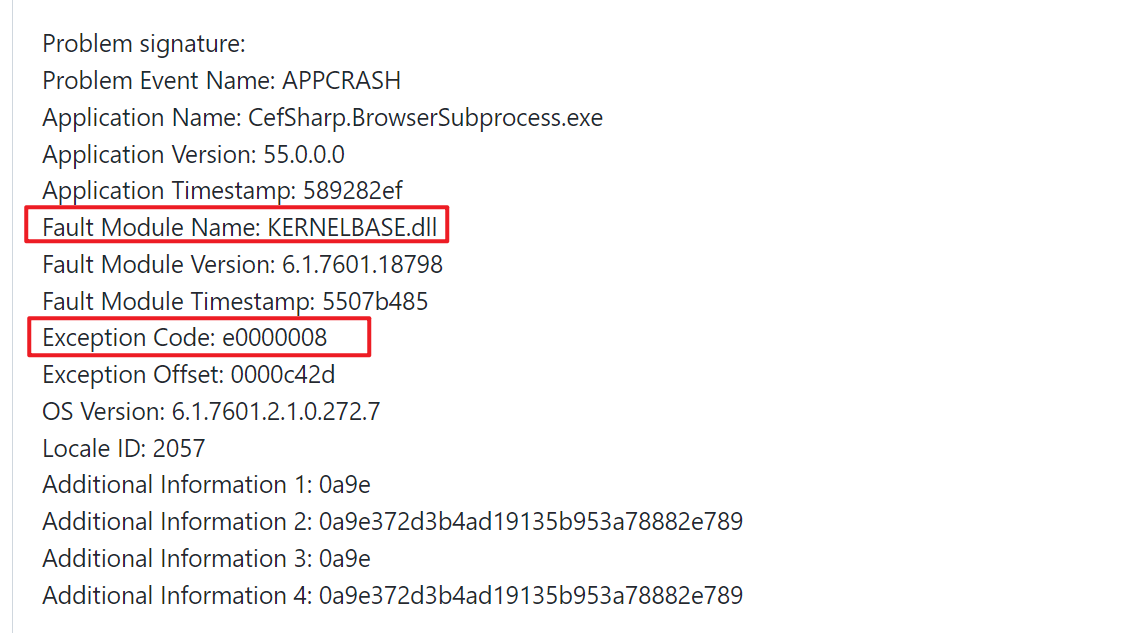 Problem signature:
Problem Event Name: APPCRASH
Application Name: CefSharp.BrowserSubprocess.exe
Application Version: 55.0.0.0
Application Timestamp: 589282ef
Fault Module Name: KERNELBASE.dll
Fault Module Version: 6.1.7601.18798
Fault Module Timestamp: 5507b485
Exception Code: e0000008
Exception Offset: 0000c42d
OS Version: 6.1.7601.2.1.0.272.7
Locale ID: 2057
Additional Information 1: 0a9e
Additional Information 2: 0a9e372d3b4ad19135b953a78882e789
Additional Information 3: 0a9e
Additional Information 4: 0a9e372d3b4ad19135b953a78882e789